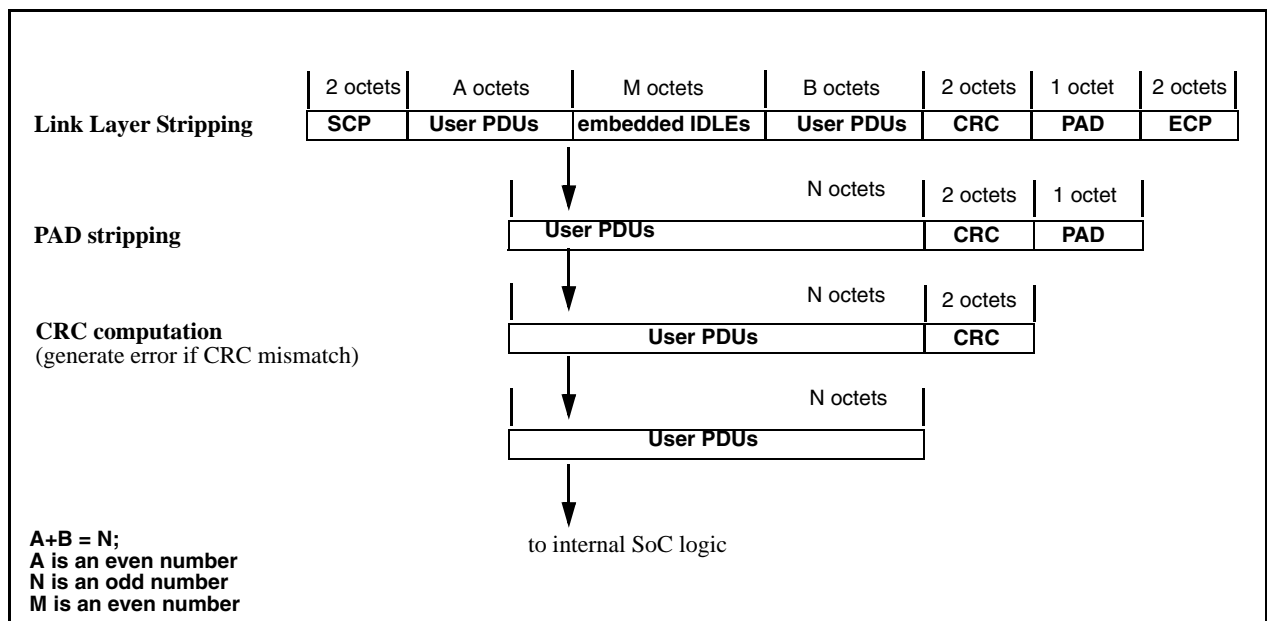 2 octets A octets M octets B octets 2 octets 1 octet 2 octets
Link Layer Stripping SCP User PDUs embedded IDLEs User PDUs CRC PAD ECP
N octets 2 octets 1 octet
PAD stripping User PDUs CRC PAD
N octets 2 octets
CRC computation User PDUs CRC
(generate error if CRC mismatch)
N octets
User PDUs
to internal SoC logic
A+B = N;
A is an even number
N is an odd number
M is an even number